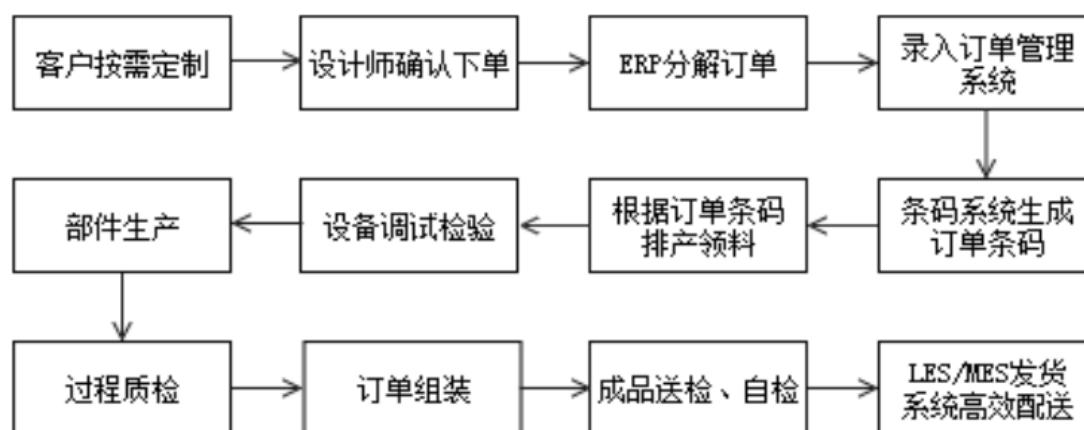 客户按需定制
设计师确认下单
ERP分解订单
录入订单管理
系统
条码系统生成
订单条码
根据订单条码
排产领料
设备调试检验
部件生产
过程质检
订单组装
成品送检、自检
LES/MES发货
系统高效配送